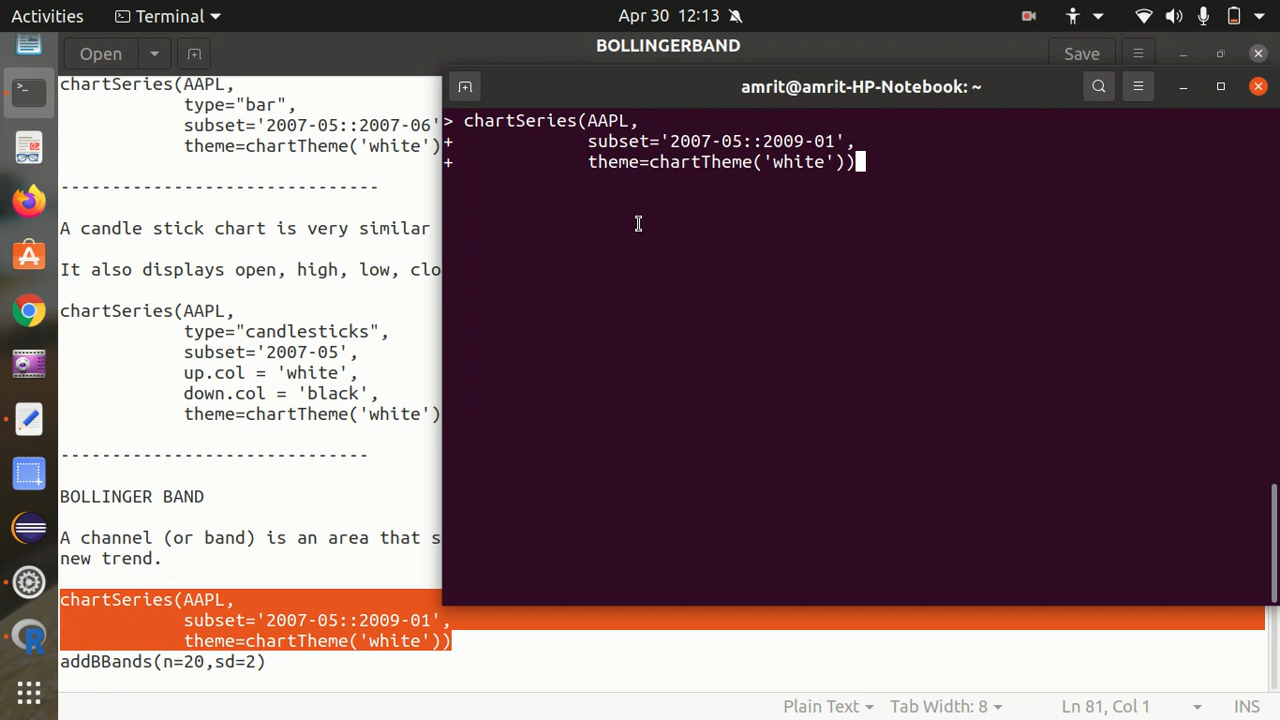 Activities
Terminal
Apr 30 12:13
Open
BOLLINGERBAND
Save
chartSeries(AAPL,
type="bar",
subset='2007-05::2007-06'
theme=chartTheme('white'
-------------------------------
A candle stick chart is very similar
It also displays open, high, low, clo
chartSeries(AAPL,
type="candlesticks",
subset='2007-05',
up.col = 'white',
down.col = 'black',
theme=chartTheme('white')
------------------------------
BOLLINGER BAND
A channel (or band) is an area that s
new trend.
chartSeries(AAPL,
subset='2007-05::2009-01',
theme=chartTheme('white'))
addBBands(n=20,sd=2)
amrit@amrit-HP-Notebook: ~
> chartSeries(AAPL,
+ subset='2007-05::2009-01',
+ theme=chartTheme('white'))
Plain Text
Tab Width: 8
Ln 81, Col 1
INS